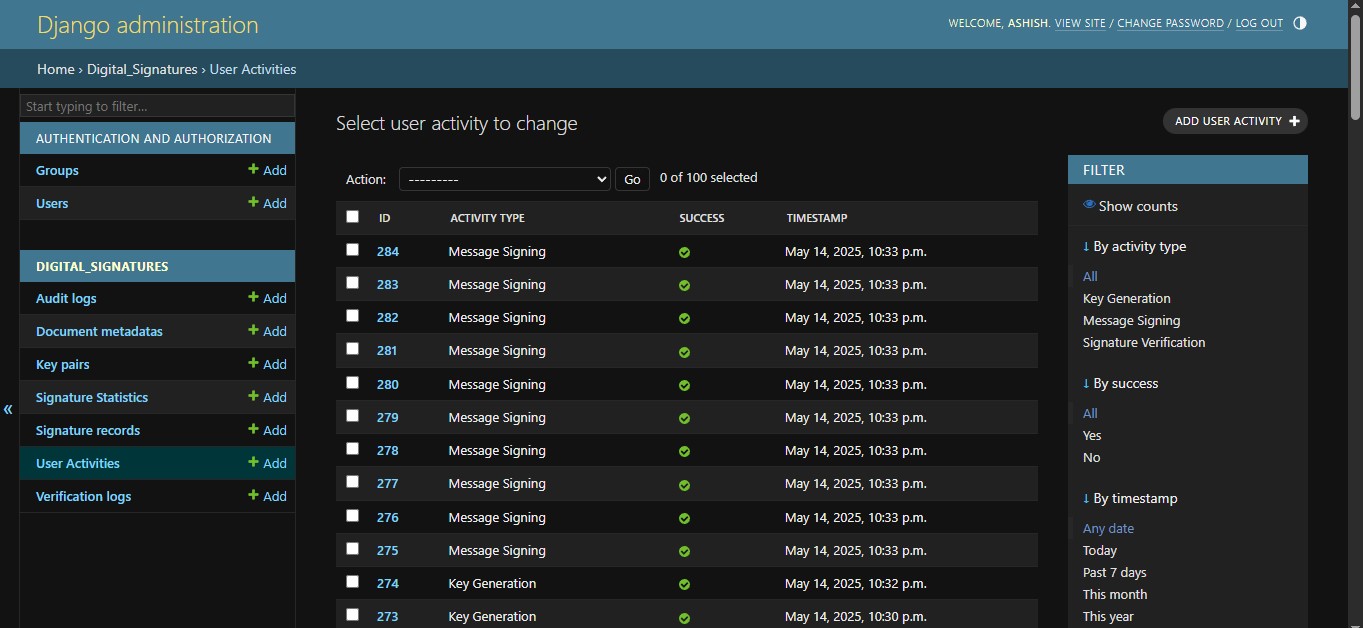 Django administration
WELCOME, ASHISH. VIEW SITE / CHANGE PASSWORD / LOG OUT
Home › Digital_Signatures › User Activities
Start typing to filter...
AUTHENTICATION AND AUTHORIZATION
Groups + Add
Users + Add
DIGITAL_SIGNATURES
Audit logs + Add
Document metadatas + Add
Key pairs + Add
Signature Statistics + Add
Signature records + Add
User Activities + Add
Verification logs + Add
«
Select user activity to change
ADD USER ACTIVITY +
Action: --------- Go 0 of 100 selected
ID ACTIVITY TYPE SUCCESS TIMESTAMP
284 Message Signing May 14, 2025, 10:33 p.m.
283 Message Signing May 14, 2025, 10:33 p.m.
282 Message Signing May 14, 2025, 10:33 p.m.
281 Message Signing May 14, 2025, 10:33 p.m.
280 Message Signing May 14, 2025, 10:33 p.m.
279 Message Signing May 14, 2025, 10:33 p.m.
278 Message Signing May 14, 2025, 10:33 p.m.
277 Message Signing May 14, 2025, 10:33 p.m.
276 Message Signing May 14, 2025, 10:33 p.m.
275 Message Signing May 14, 2025, 10:33 p.m.
274 Key Generation May 14, 2025, 10:32 p.m.
273 Key Generation May 14, 2025, 10:30 p.m.
FILTER
Show counts
↓ By activity type
All
Key Generation
Message Signing
Signature Verification
↓ By success
All
Yes
No
↓ By timestamp
Any date
Today
Past 7 days
This month
This year